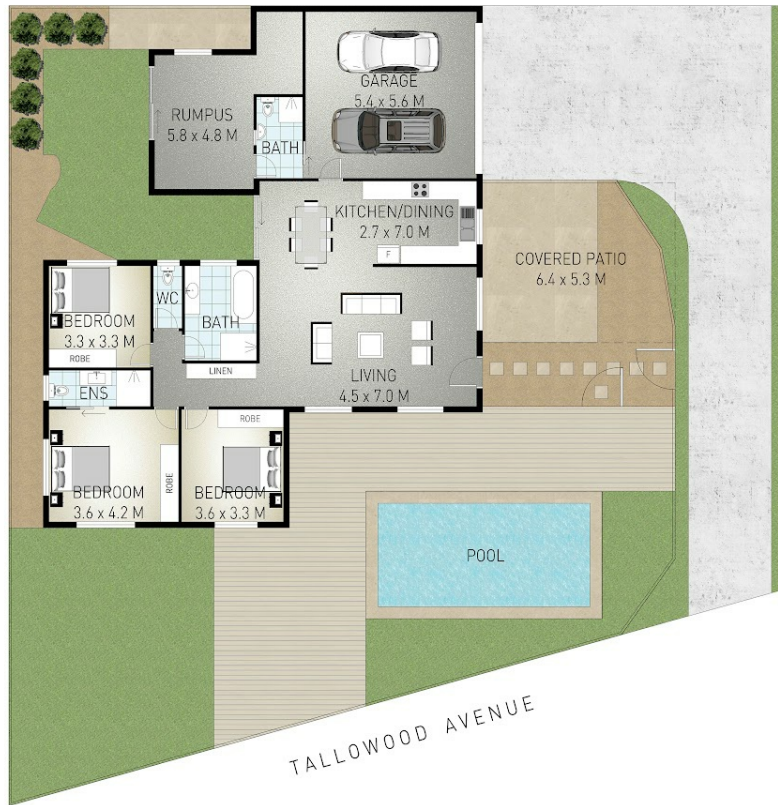 GARAGE
5.4 x 5.6 M
RUMPUS
5.8 x 4.8 M
BATH
KITCHEN/DINING
2.7 x 7.0 M
F
COVERED PATIO
6.4 x 5.3 M
WC
BEDROOM
3.3 x 3.3 M
BATH
ROBE
LINEN
LIVING
4.5 x 7.0 M
ENS
ROBE
ROBE
BEDROOM
3.6 x 4.2 M
BEDROOM
3.6 x 3.3 M
POOL
TALLOWOOD AVENUE